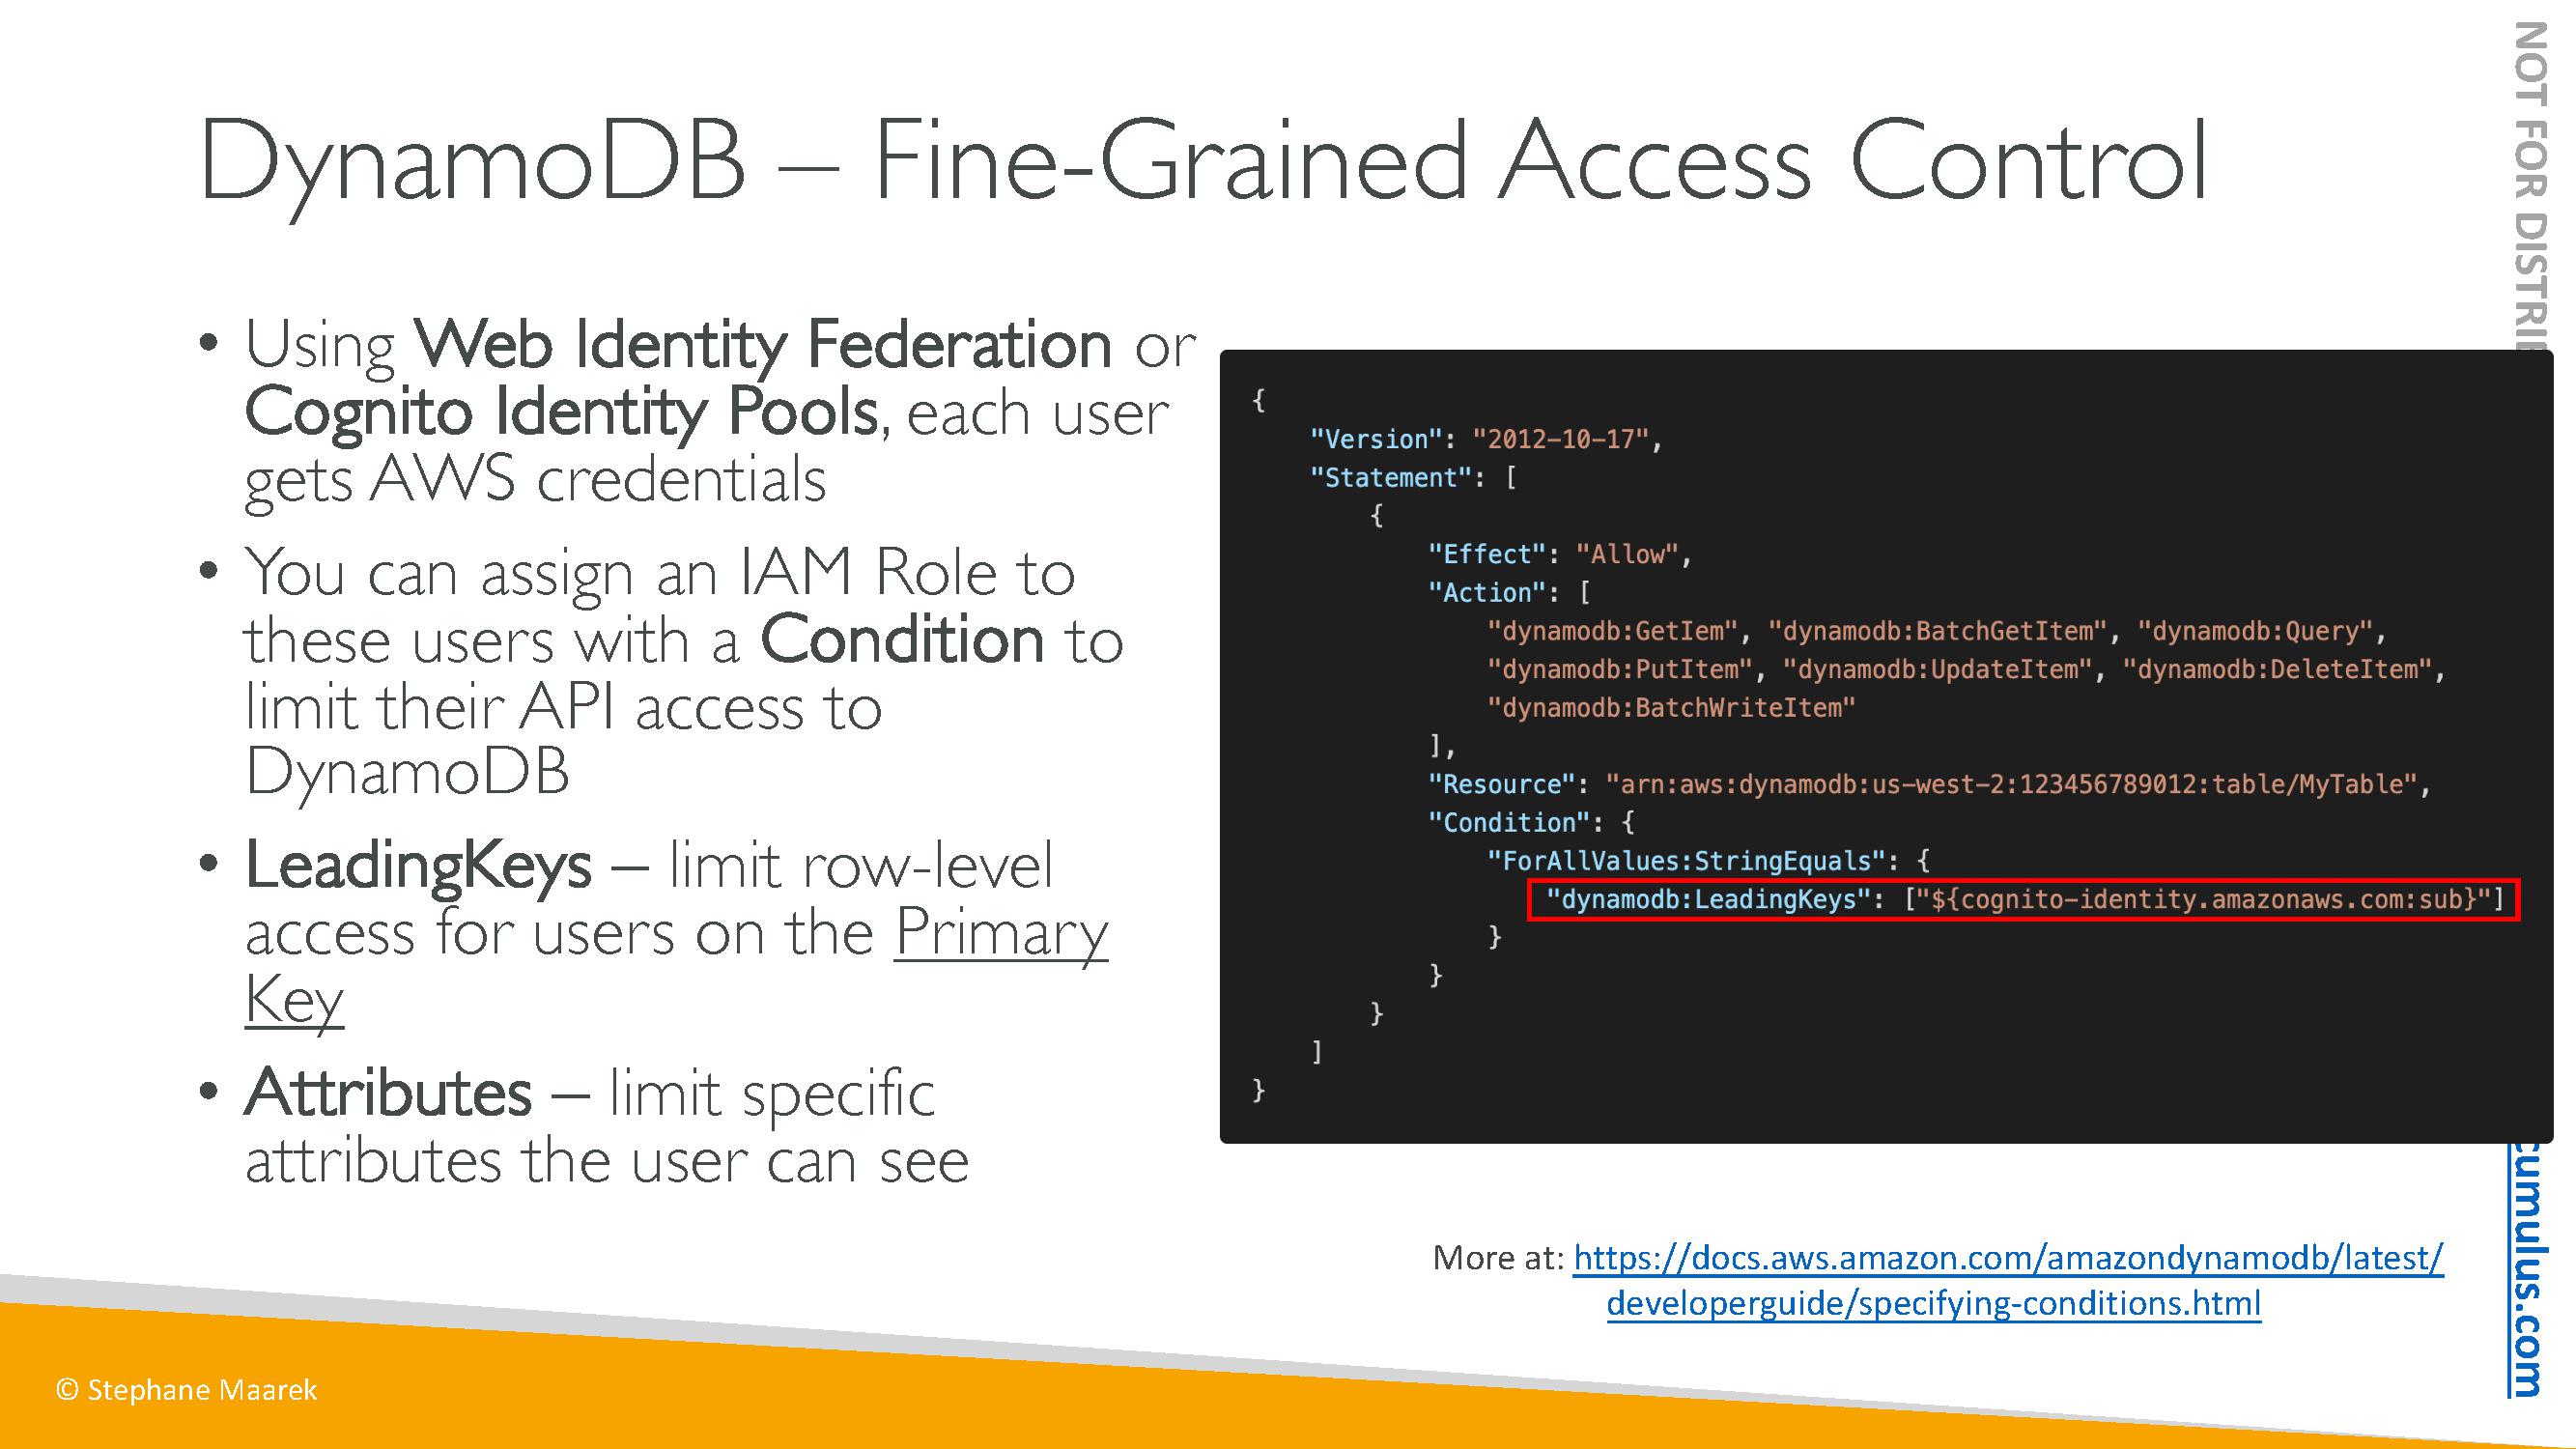 DynamoDB – Fine-Grained Access Control
• Using Web Identity Federation or
Cognito Identity Pools, each user
gets AWS credentials
• You can assign an IAM Role to
these users with a Condition to
limit their API access to
DynamoDB
• LeadingKeys – limit row-level
access for users on the Primary
Key
• Attributes – limit specific
attributes the user can see
{
"Version": "2012-10-17",
"Statement": [
{
"Effect": "Allow",
"Action": [
"dynamodb:GetIem", "dynamodb:BatchGetItem", "dynamodb:Query",
"dynamodb:PutItem", "dynamodb:UpdateItem", "dynamodb:DeleteItem",
"dynamodb:BatchWriteItem"
],
"Resource": "arn:aws:dynamodb:us-west-2:123456789012:table/MyTable",
"Condition": {
"ForAllValues:StringEquals": {
"dynamodb:LeadingKeys": ["${cognito-identity.amazonaws.com:sub}"]
}
}
}
]
}
More at: https://docs.aws.amazon.com/amazondynamodb/latest/
developerguide/specifying-conditions.html
© Stephane Maarek
NOT FOR
cumulus.com